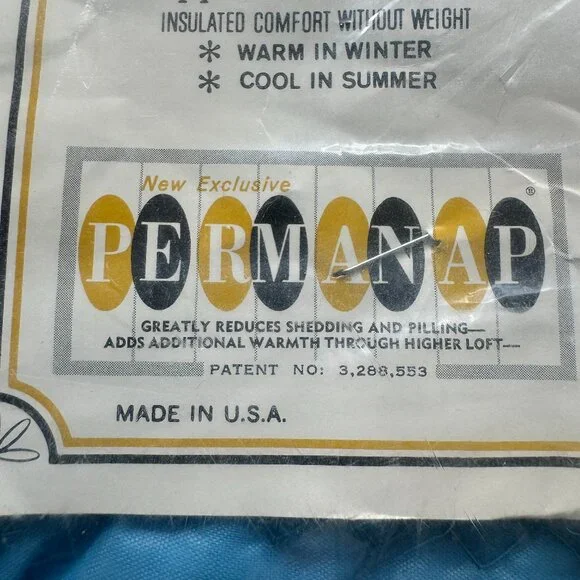 INSULATED COMFORT WITHOUT WEIGHT
* WARM IN WINTER
* COOL IN SUMMER
New Exclusive
PERMANAP®
GREATLY REDUCES SHEDDING AND PILLING—
ADDS ADDITIONAL WARMTH THROUGH HIGHER LOFT—
PATENT NO: 3,288,553
MADE IN U.S.A.